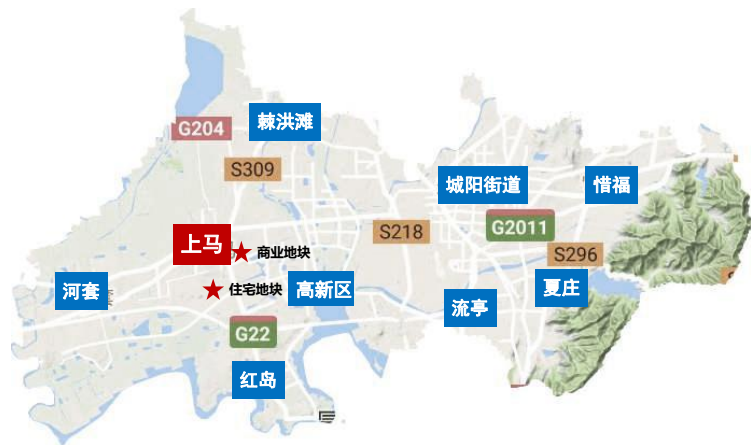 G204
棘洪滩
S309
城阳街道
惜福
上马
商业地块
S218
G2011
S296
河套
住宅地块
高新区
流亭
夏庄
G22
红岛